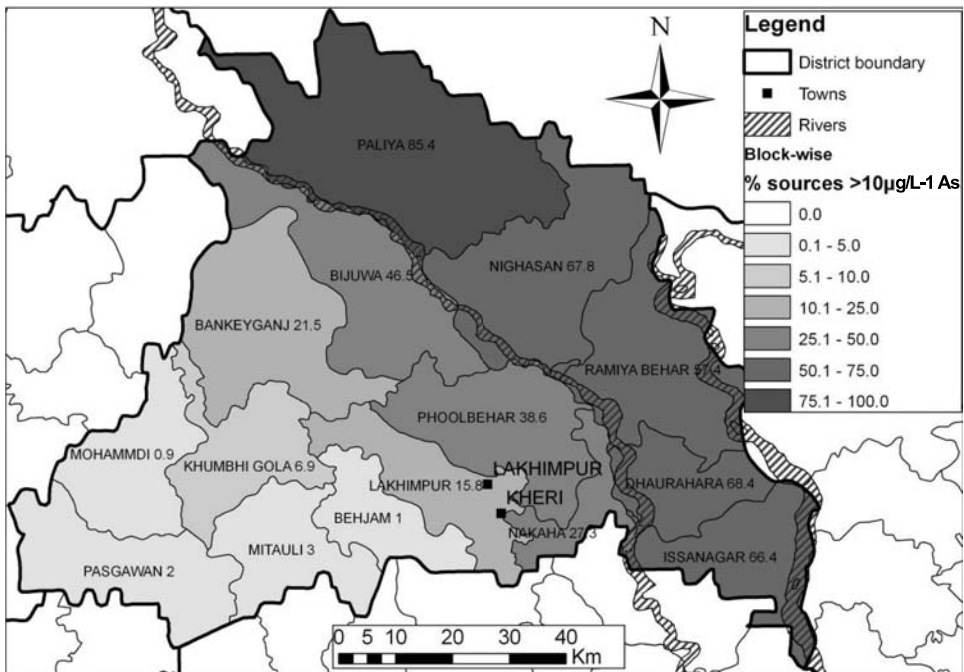 N
Legend
District boundary
Towns
Rivers
Block-wise
% sources >10µg/L-1 As
0.0
0.1 - 5.0
5.1 - 10.0
10.1 - 25.0
25.1 - 50.0
50.1 - 75.0
75.1 - 100.0
PALIYA 85.4
NIGHASAN 67.8
BIJUWA 46.5
BANKEYGANJ 21.5
RAMIYA BEHAR 57.4
PHOOLBEHAR 38.6
MOHAMMDI 0.9
KHUMBHI GOLA 6.9
LAKHIMPUR 15.8
LAKHIMPUR
KHERI
DHAURAHARA 68.4
BEHJAM 1
NAKAHA 27.3
MITAULI 3
ISSANAGAR 66.4
PASGAWAN 2
0 5 10 20 30 40
Km